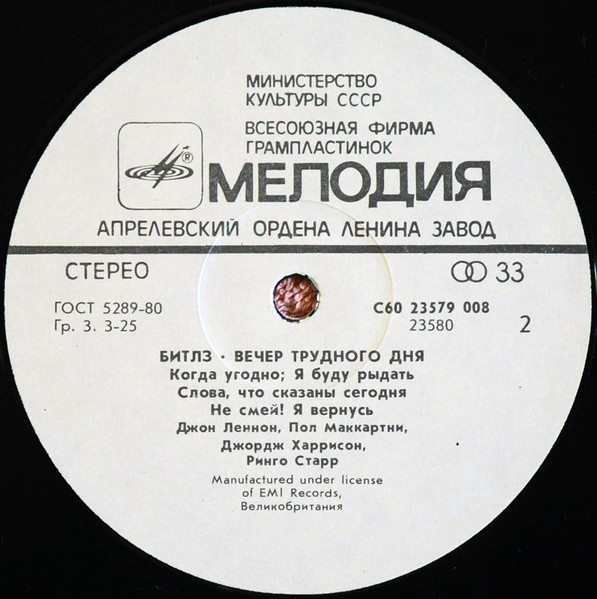 МИНИСТЕРСТВО
КУЛЬТУРЫ СССР
ВСЕСОЮЗНАЯ ФИРМА
ГРАМПЛАСТИНОК
®
МЕЛОДИЯ
АПРЕЛЕВСКИЙ ОРДЕНА ЛЕНИНА ЗАВОД
СТЕРЕО
33
ГОСТ 5289-80
Гр. 3. 3-25
С60 23579 008
23580
2
БИТЛЗ · ВЕЧЕР ТРУДНОГО ДНЯ
Когда угодно; Я буду рыдать
Слова, что сказаны сегодня
Не смей! Я вернусь
Джон Леннон, Пол Маккартни,
Джордж Харрисон,
Ринго Старр
Manufactured under license
of EMI Records,
Великобритания